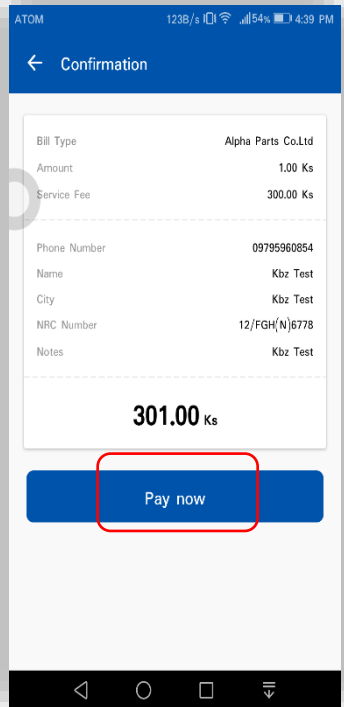 ATOM 123B/s 54% 4:39 PM
Confirmation
Bill Type Alpha Parts Co.Ltd
Amount 1.00 Ks
Service Fee 300.00 Ks
Phone Number 09795960854
Name Kbz Test
City Kbz Test
NRC Number 12/FGH(N)6778
Notes Kbz Test
301.00 Ks
Pay now